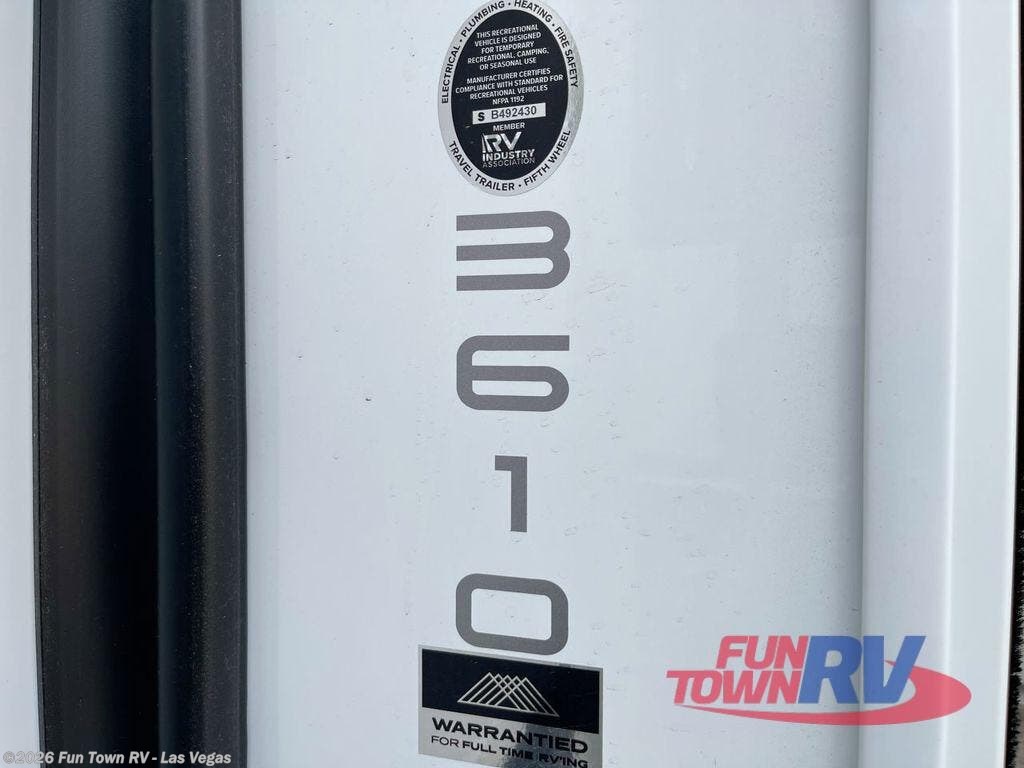 ELECTRICAL • PLUMBING • HEATING • FIRE SAFETY
THIS RECREATIONAL
VEHICLE IS DESIGNED
FOR TEMPORARY
RECREATIONAL, CAMPING,
OR SEASONAL USE
MANUFACTURER CERTIFIES
COMPLIANCE WITH STANDARD FOR
RECREATIONAL VEHICLES
NFPA 1192
S B492430
MEMBER
RV
INDUSTRY
ASSOCIATION
TRAVEL TRAILER • FIFTH WHEEL
3
6
1
0
WARRANTIED
FOR FULL TIME RV'ING
FUN
TOWN RV
©2026 Fun Town RV - Las Vegas